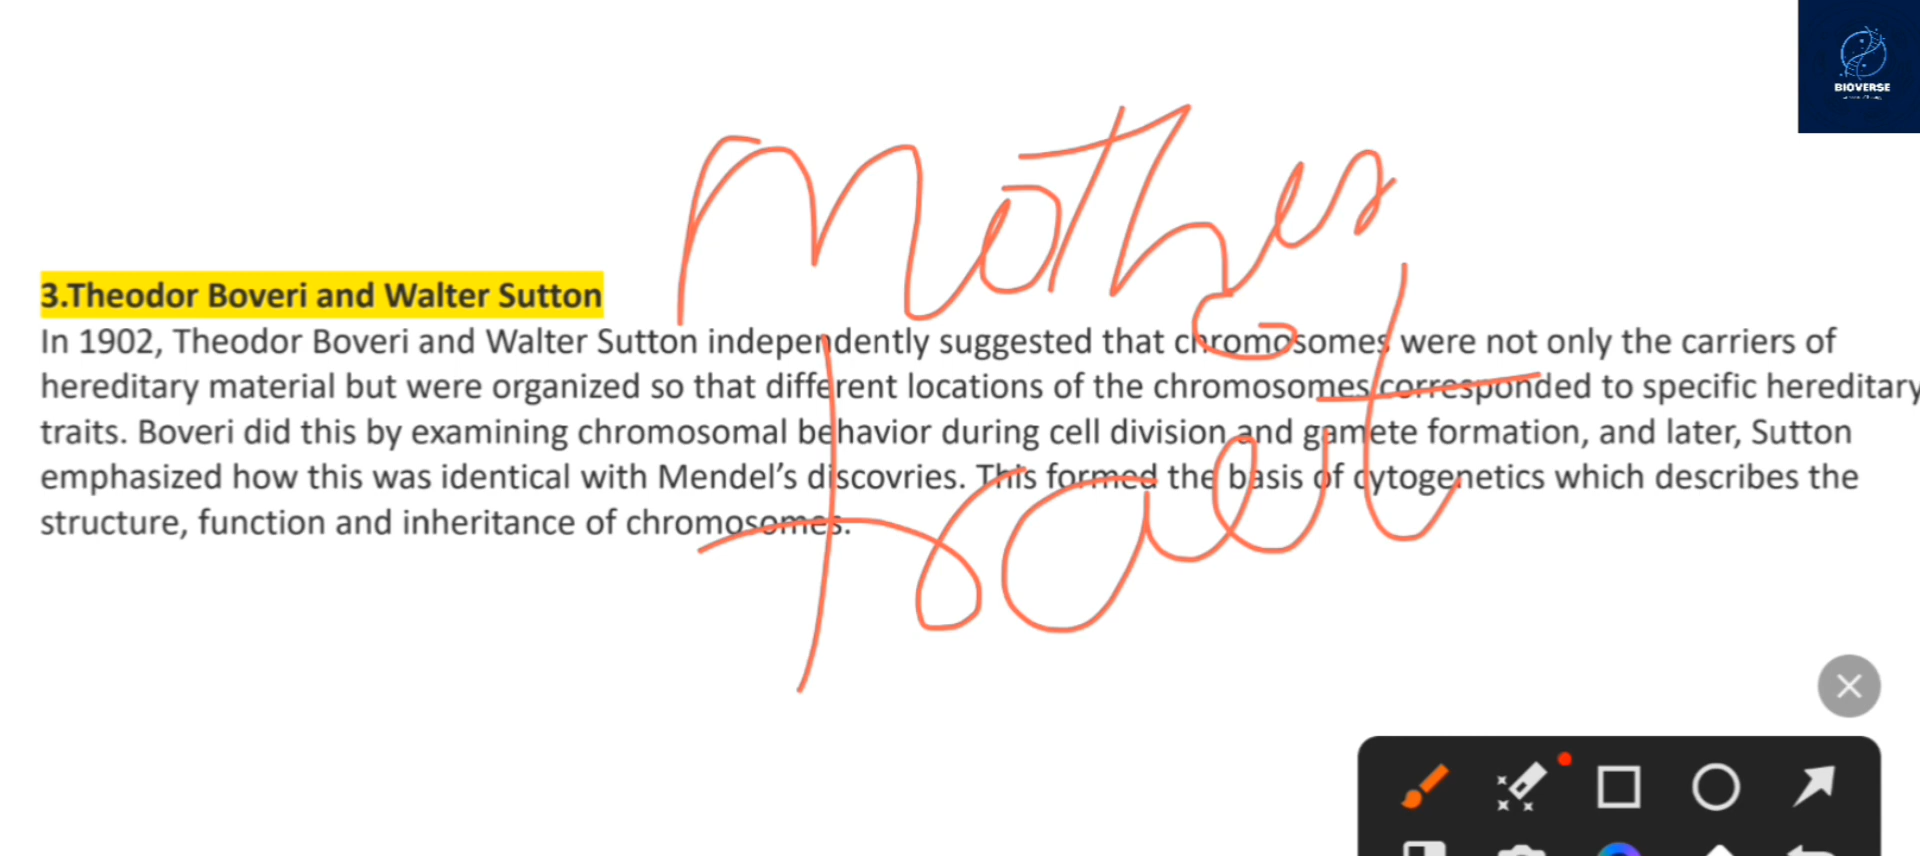 BIOVERSE
Mother
3.Theodor Boveri and Walter Sutton
In 1902, Theodor Boveri and Walter Sutton independently suggested that chromosomes were not only the carriers of
hereditary material but were organized so that different locations of the chromosomes corresponded to specific hereditary
traits. Boveri did this by examining chromosomal behavior during cell division and gamete formation, and later, Sutton
emphasized how this was identical with Mendel’s discovries. This formed the basis of cytogenetics which describes the
structure, function and inheritance of chromosomes.
trait